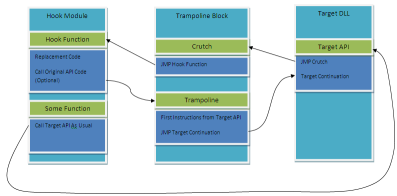 Hook Module
Hook Function
Replacement Code
Call Original API Code
(Optional)
Some Function
Call Target API As Usual
Trampoline Block
Crutch
JMP Hook Function
Trampoline
First Instructions from Target API
JMP Target Continuation
Target DLL
Target API
JMP Crutch
Target Continuation